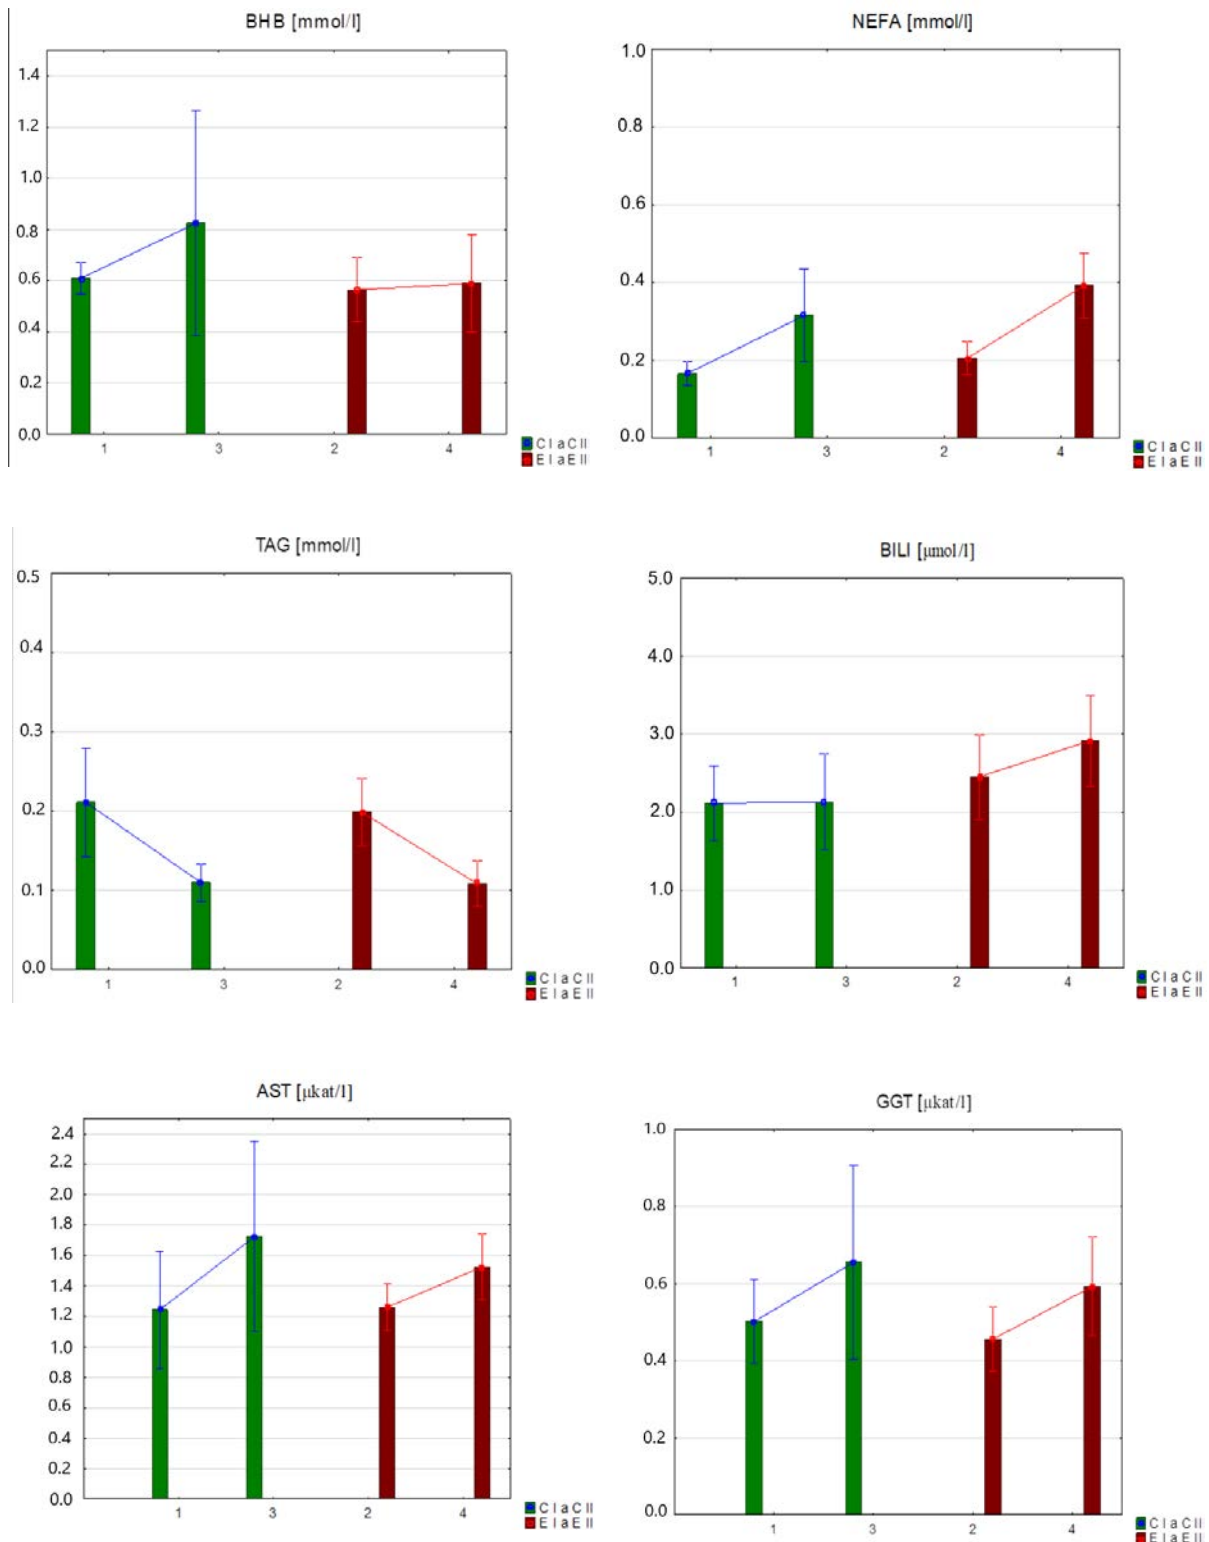 BHB [mmol/l]
1.4
1.2
1.0
0.8
0.6
0.4
0.2
0.0
1 3 2 4
C I a C II
E I a E II
NEFA [mmol/l]
1.0
0.8
0.6
0.4
0.2
0.0
1 3 2 4
C I a C II
E I a E II
TAG [mmol/l]
0.5
0.4
0.3
0.2
0.1
0.0
1 3 2 4
C I a C II
E I a E II
BILI [μmol/l]
5.0
4.0
3.0
2.0
1.0
0.0
1 3 2 4
C I a C II
E I a E II
AST [μkat/l]
2.4
2.2
2.0
1.8
1.6
1.4
1.2
1.0
0.8
0.6
0.4
0.2
0.0
1 3 2 4
C I a C II
E I a E II
GGT [μkat/l]
1.0
0.8
0.6
0.4
0.2
0.0
1 3 2 4
C I a C II
E I a E II